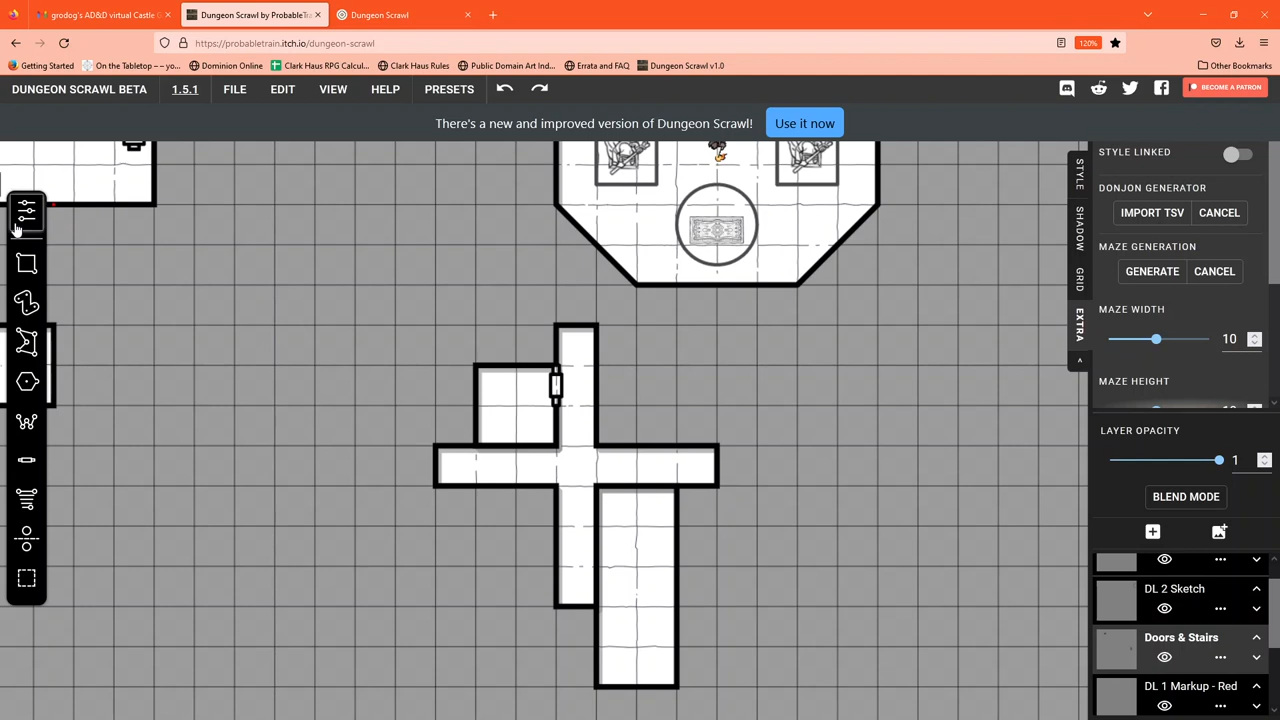 grodog's AD&D virtual Castle D
Dungeon Scrawl by ProbableTra
Dungeon Scrawl
https://probabletrain.itch.io/dungeon-scrawl
120%
Getting Started
On the Tabletop – – yo...
Dominion Online
Clark Haus RPG Calcul...
Clark Haus Rules
Public Domain Art Ind...
Errata and FAQ
Dungeon Scrawl v1.0
Other Bookmarks
DUNGEON SCRAWL BETA
1.5.1
FILE
EDIT
VIEW
HELP
PRESETS
BECOME A PATRON
There's a new and improved version of Dungeon Scrawl!
Use it now
STYLE
SHADOW
GRID
EXTRA
STYLE LINKED
DONJON GENERATOR
IMPORT TSV
CANCEL
MAZE GENERATION
GENERATE
CANCEL
MAZE WIDTH
10
MAZE HEIGHT
LAYER OPACITY
1
BLEND MODE
DL 2 Sketch
Doors & Stairs
DL 1 Markup - Red